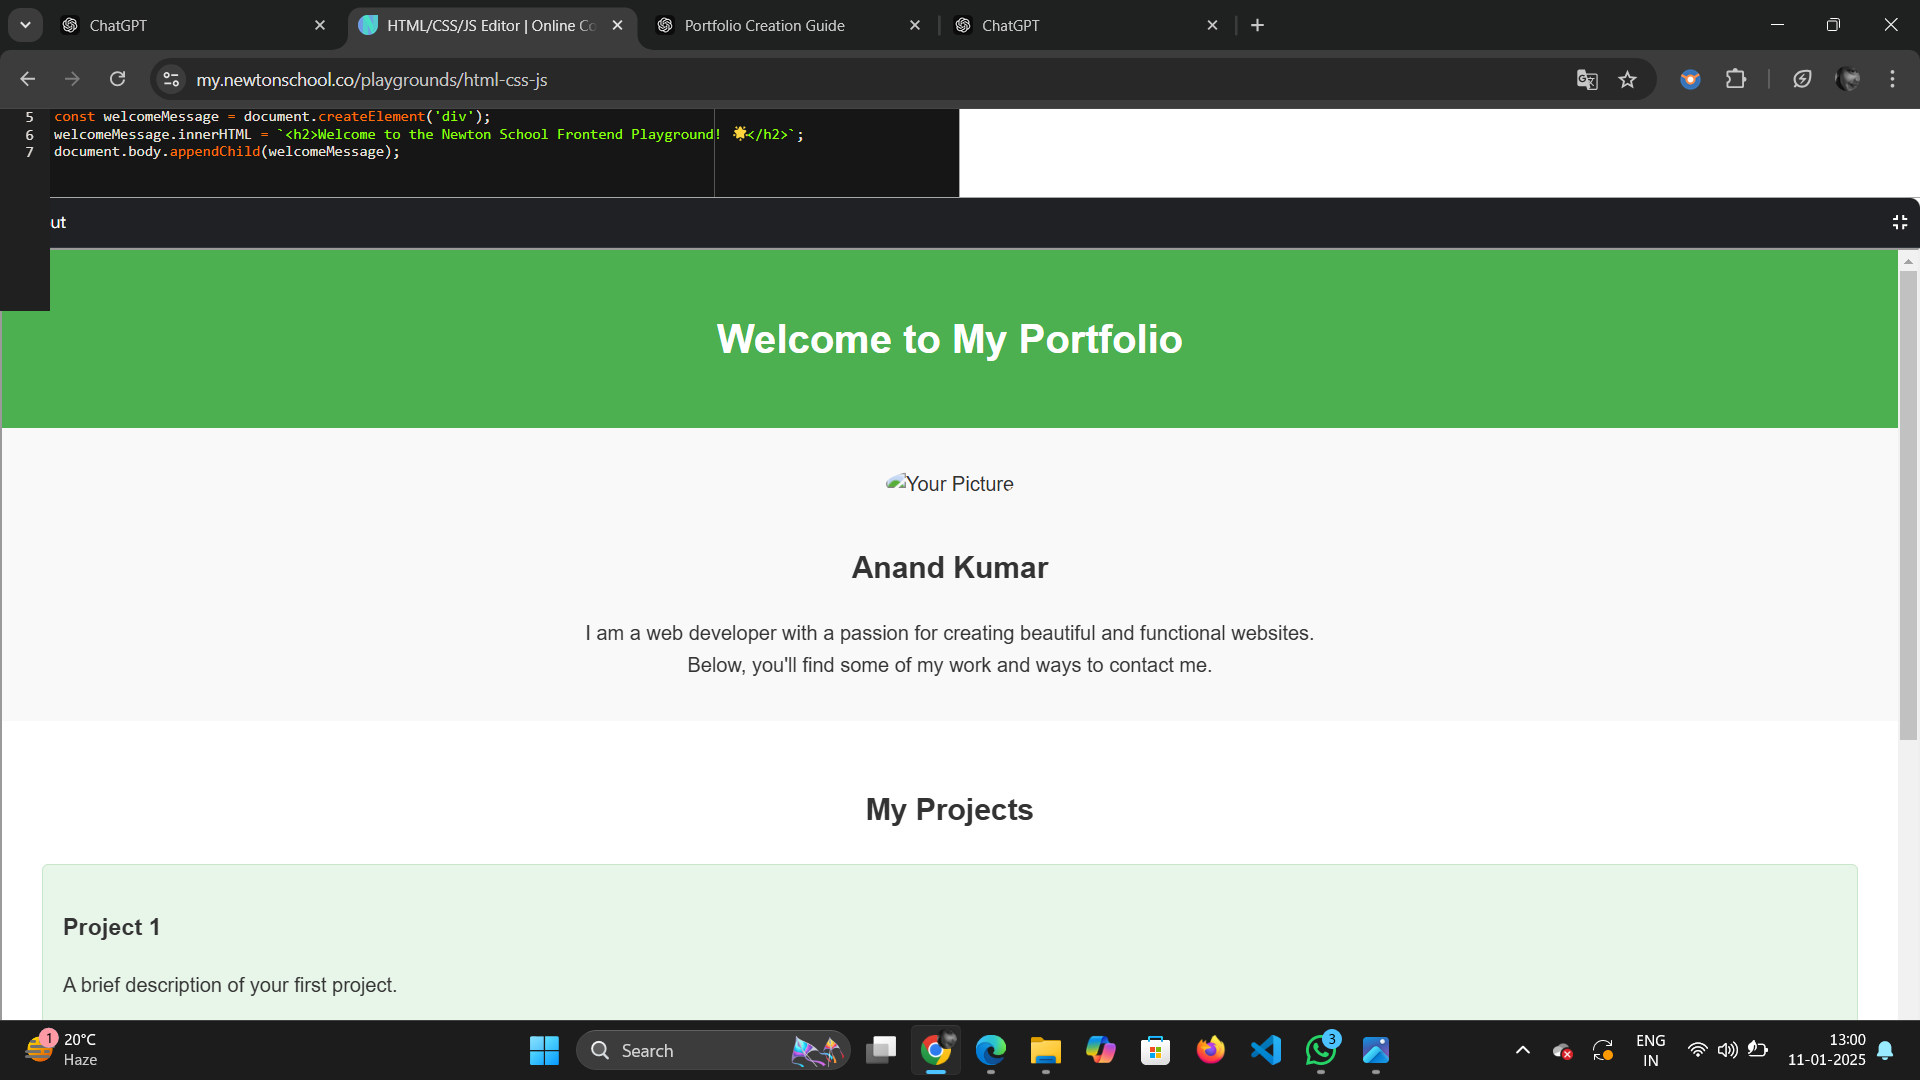 ChatGPT
HTML/CSS/JS Editor | Online Co
Portfolio Creation Guide
ChatGPT
my.newtonschool.co/playgrounds/html-css-js
5 const welcomeMessage = document.createElement('div');
6 welcomeMessage.innerHTML = `<h2>Welcome to the Newton School Frontend Playground! 🌟</h2>`;
7 document.body.appendChild(welcomeMessage);
ut
Welcome to My Portfolio
Your Picture
Anand Kumar
I am a web developer with a passion for creating beautiful and functional websites.
Below, you'll find some of my work and ways to contact me.
My Projects
Project 1
A brief description of your first project.
1
20°C
Haze
Search
3
ENG
IN
13:00
11-01-2025